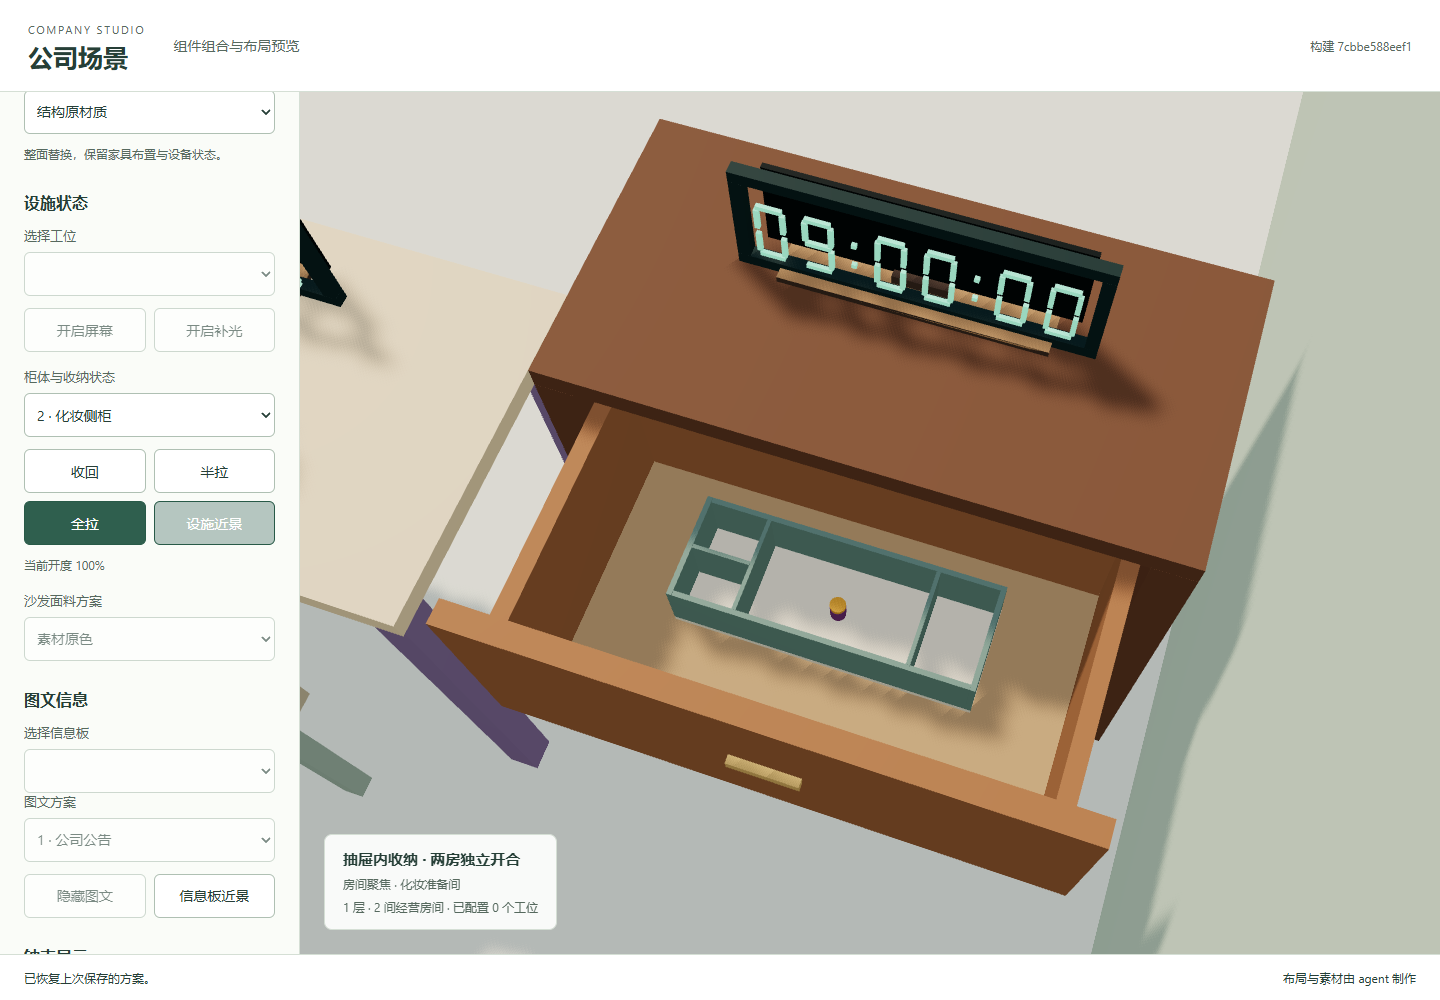 COMPANY STUDIO
公司场景
组件组合与布局预览
构建 7cbbe588eef1
结构原材质
整面替换，保留家具布置与设备状态。
设施状态
选择工位
开启屏幕
开启补光
柜体与收纳状态
2 · 化妆侧柜
收回
半拉
全拉
设施近景
当前开度 100%
沙发面料方案
素材原色
图文信息
选择信息板
图文方案
1 · 公司公告
隐藏图文
信息板近景
09:00:00
抽屉内收纳 · 两房独立开合
房间聚焦 · 化妆准备间
1 层 · 2 间经营房间 · 已配置 0 个工位
已恢复上次保存的方案。
布局与素材由 agent 制作